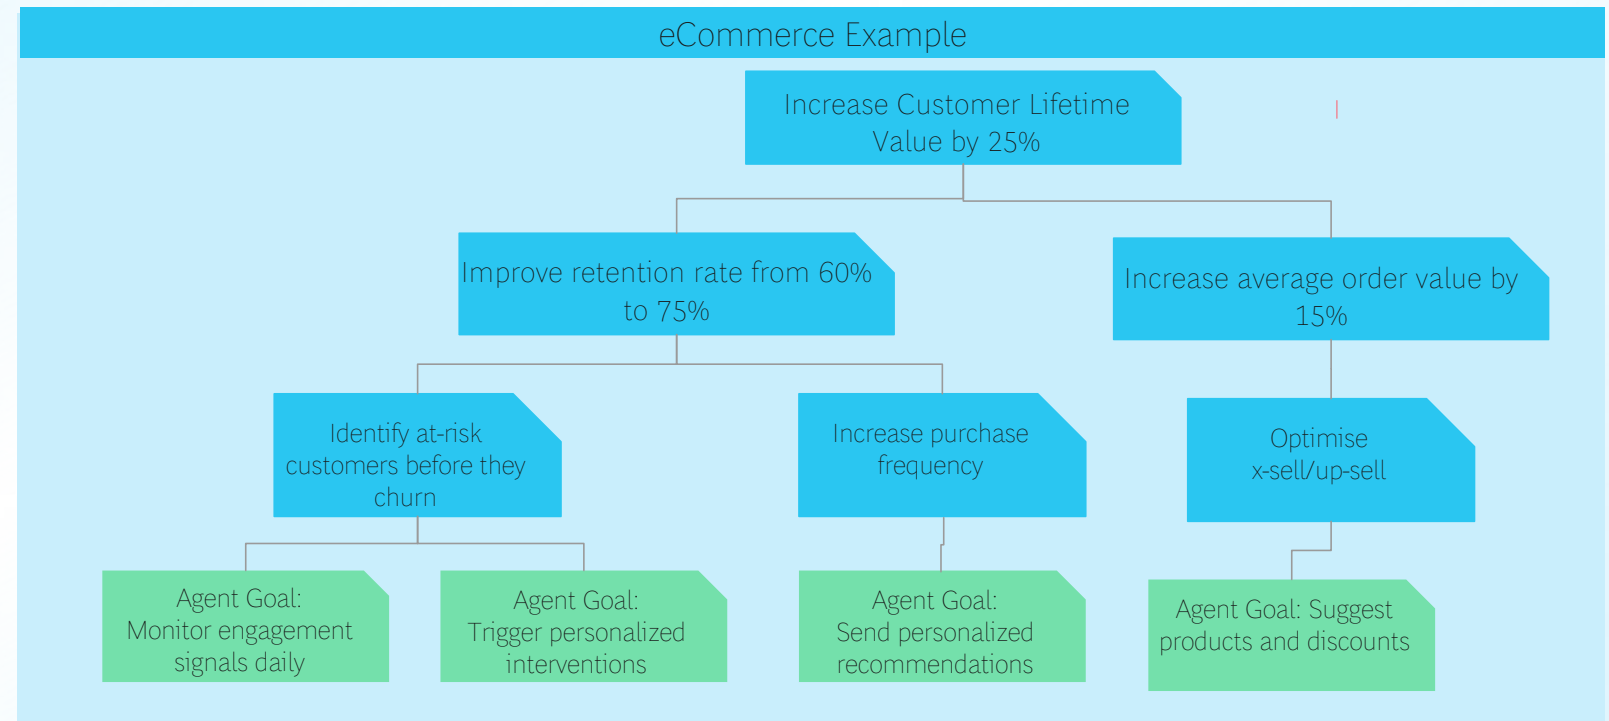 eCommerce Example
Increase Customer Lifetime
Value by 25%
Improve retention rate from 60%
to 75%
Increase average order value by
15%
Identify at-risk
customers before they
churn
Increase purchase
frequency
Optimise
x-sell/up-sell
Agent Goal:
Monitor engagement
signals daily
Agent Goal:
Trigger personalized
interventions
Agent Goal:
Send personalized
recommendations
Agent Goal: Suggest
products and discounts